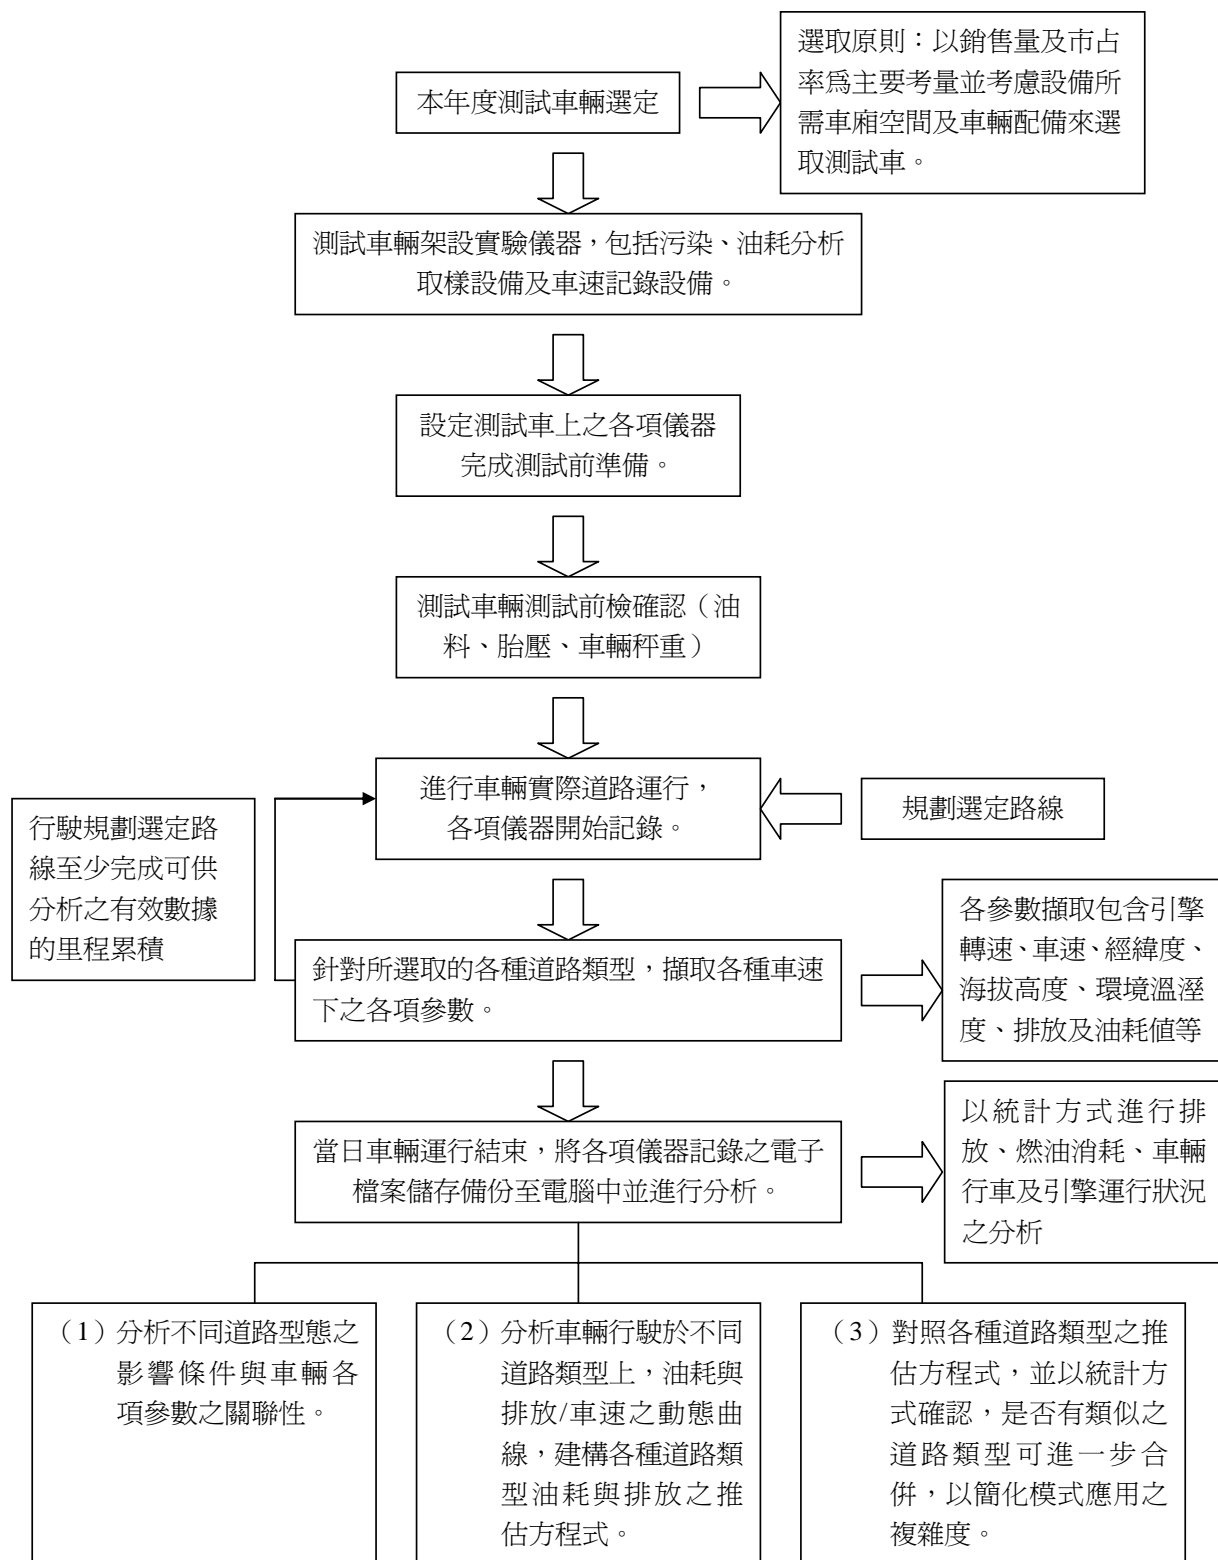 本年度測試車輛選定
選取原則：以銷售量及市占
率為主要考量並考慮設備所
需車廂空間及車輛配備來選
取測試車。
測試車輛架設實驗儀器，包括污染、油耗分析
取樣設備及車速記錄設備。
設定測試車上之各項儀器
完成測試前準備。
測試車輛測試前檢確認（油
料、胎壓、車輛秤重）
進行車輛實際道路運行，
各項儀器開始記錄。
規劃選定路線
行駛規劃選定路
線至少完成可供
分析之有效數據
的里程累積
針對所選取的各種道路類型，擷取各種車速
下之各項參數。
各參數擷取包含引擎
轉速、車速、經緯度、
海拔高度、環境溫溼
度、排放及油耗值等
當日車輛運行結束，將各項儀器記錄之電子
檔案儲存備份至電腦中並進行分析。
以統計方式進行排
放、燃油消耗、車輛
行車及引擎運行狀況
之分析
（1）分析不同道路型態之
影響條件與車輛各
項參數之關聯性。
（2）分析車輛行駛於不同
道路類型上，油耗與
排放/車速之動態曲
線，建構各種道路類
型油耗與排放之推
估方程式。
（3）對照各種道路類型之推
估方程式，並以統計方
式確認，是否有類似之
道路類型可進一步合
併，以簡化模式應用之
複雜度。